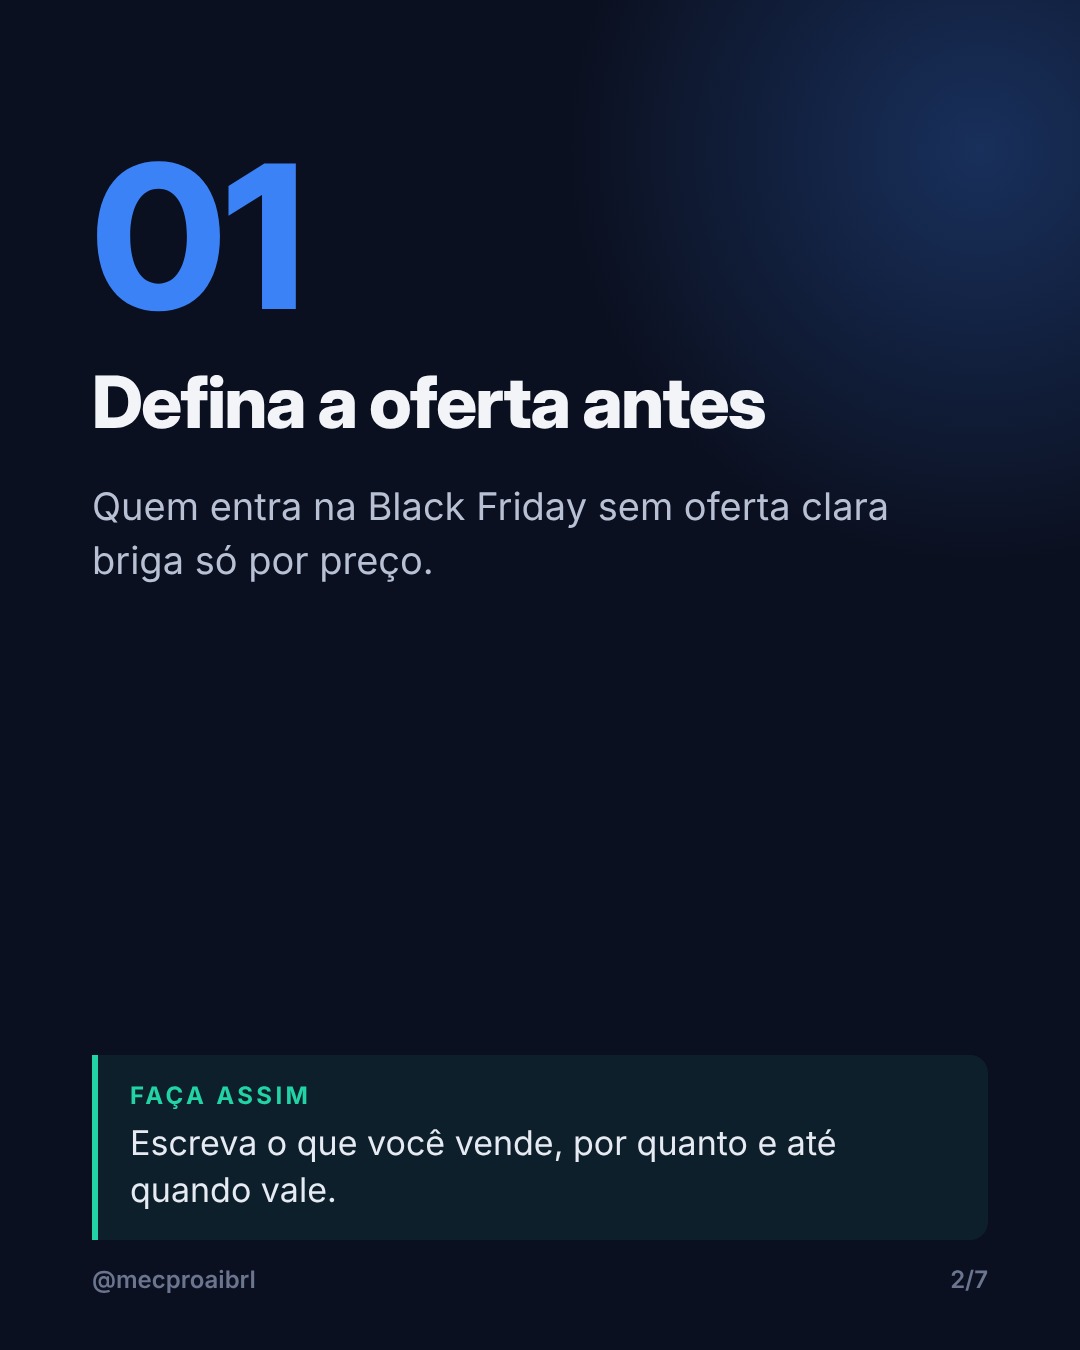 01
Defina a oferta antes
Quem entra na Black Friday sem oferta clara
briga só por preço.
FAÇA ASSIM
Escreva o que você vende, por quanto e até
quando vale.
@mecproaibrl
2/7